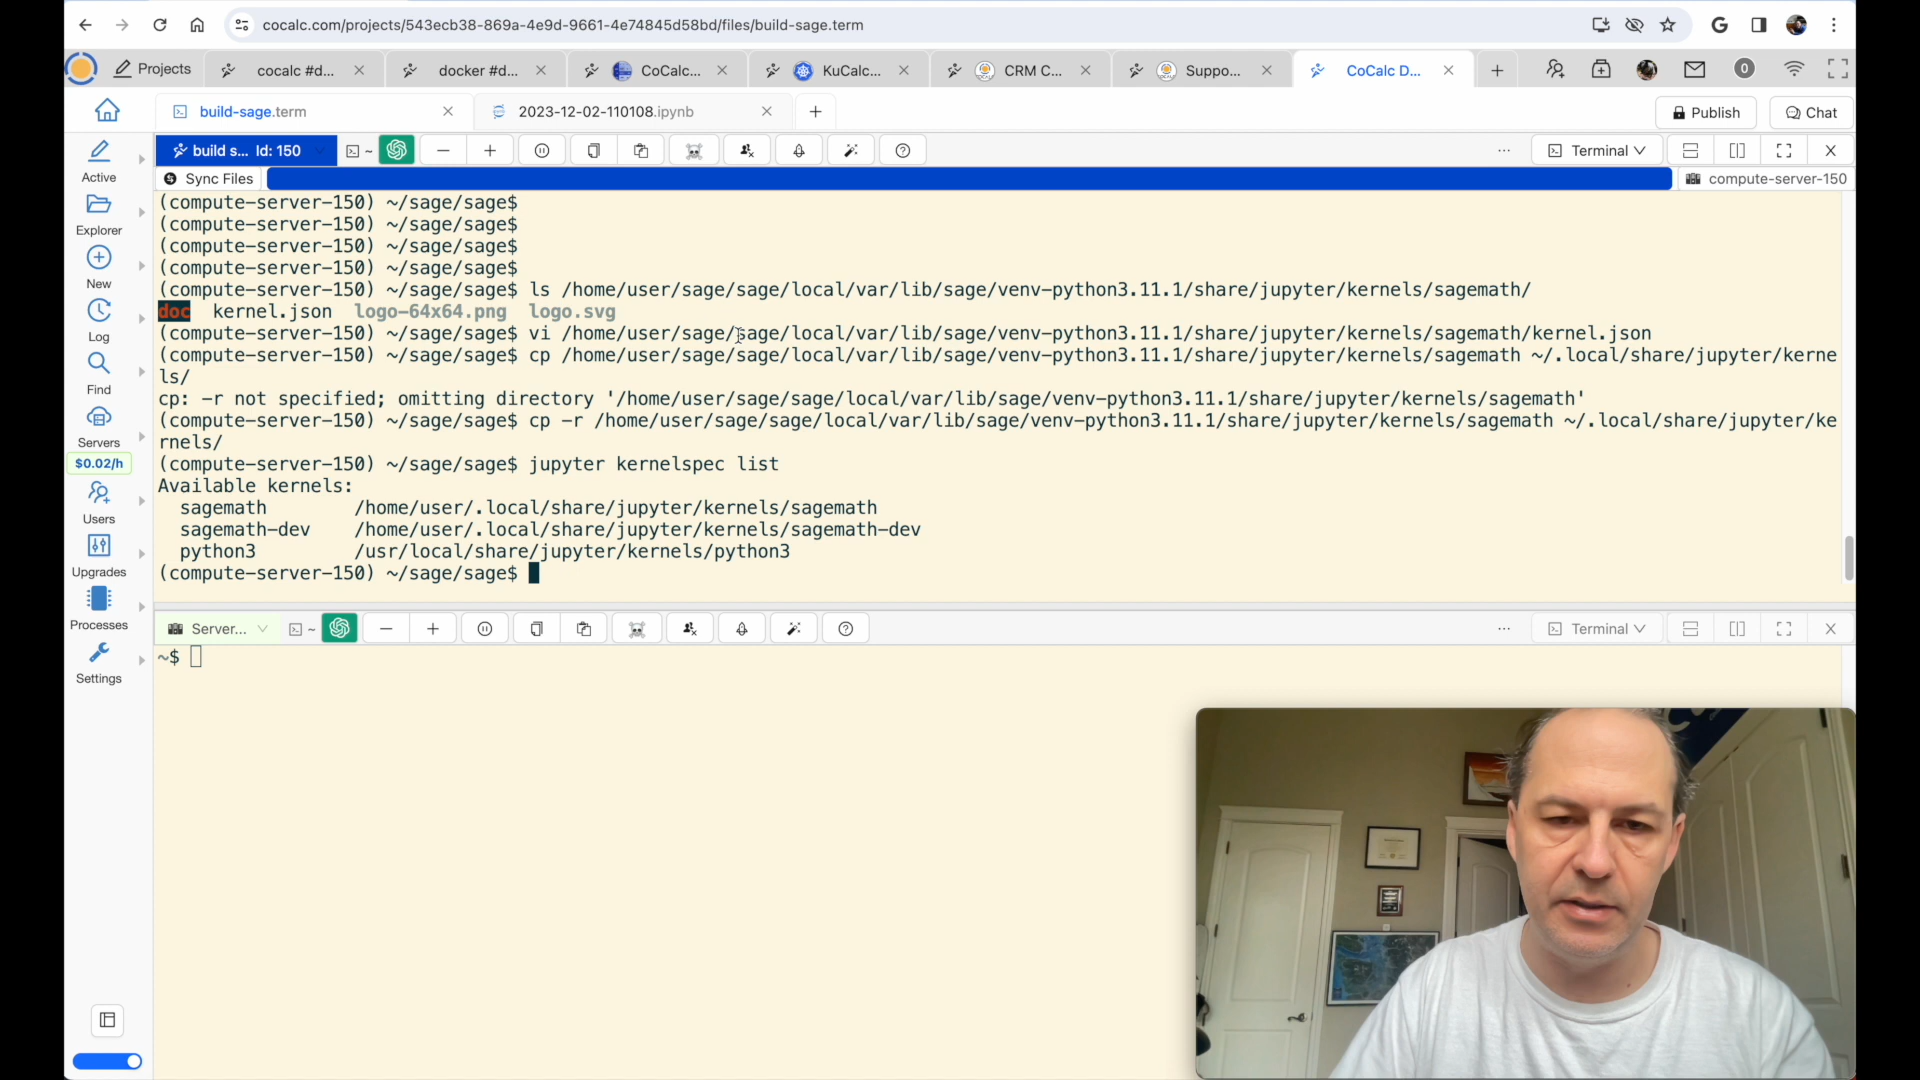 cocalc.com/projects/543ecb38-869a-4e9d-9661-4e74845d58bd/files/build-sage.term
Projects
cocalc #d...
docker #d...
CoCalc...
KuCalc...
CRM C...
Suppo...
CoCalc D...
0
build-sage.term
2023-12-02-110108.ipynb
Publish
Chat
build s... Id: 150
~
Terminal
Sync Files
compute-server-150
Active
Explorer
New
Log
Find
Servers
$0.02/h
Users
Upgrades
Processes
Settings
(compute-server-150) ~/sage/sage$
(compute-server-150) ~/sage/sage$
(compute-server-150) ~/sage/sage$
(compute-server-150) ~/sage/sage$
(compute-server-150) ~/sage/sage$ ls /home/user/sage/sage/local/var/lib/sage/venv-python3.11.1/share/jupyter/kernels/sagemath/
doc kernel.json logo-64x64.png logo.svg
(compute-server-150) ~/sage/sage$ vi /home/user/sage/sage/local/var/lib/sage/venv-python3.11.1/share/jupyter/kernels/sagemath/kernel.json
(compute-server-150) ~/sage/sage$ cp /home/user/sage/sage/local/var/lib/sage/venv-python3.11.1/share/jupyter/kernels/sagemath ~/.local/share/jupyter/kerne
ls/
cp: -r not specified; omitting directory '/home/user/sage/sage/local/var/lib/sage/venv-python3.11.1/share/jupyter/kernels/sagemath'
(compute-server-150) ~/sage/sage$ cp -r /home/user/sage/sage/local/var/lib/sage/venv-python3.11.1/share/jupyter/kernels/sagemath ~/.local/share/jupyter/ke
rnels/
(compute-server-150) ~/sage/sage$ jupyter kernelspec list
Available kernels:
sagemath /home/user/.local/share/jupyter/kernels/sagemath
sagemath-dev /home/user/.local/share/jupyter/kernels/sagemath-dev
python3 /usr/local/share/jupyter/kernels/python3
(compute-server-150) ~/sage/sage$
Server...
~
Terminal
~$